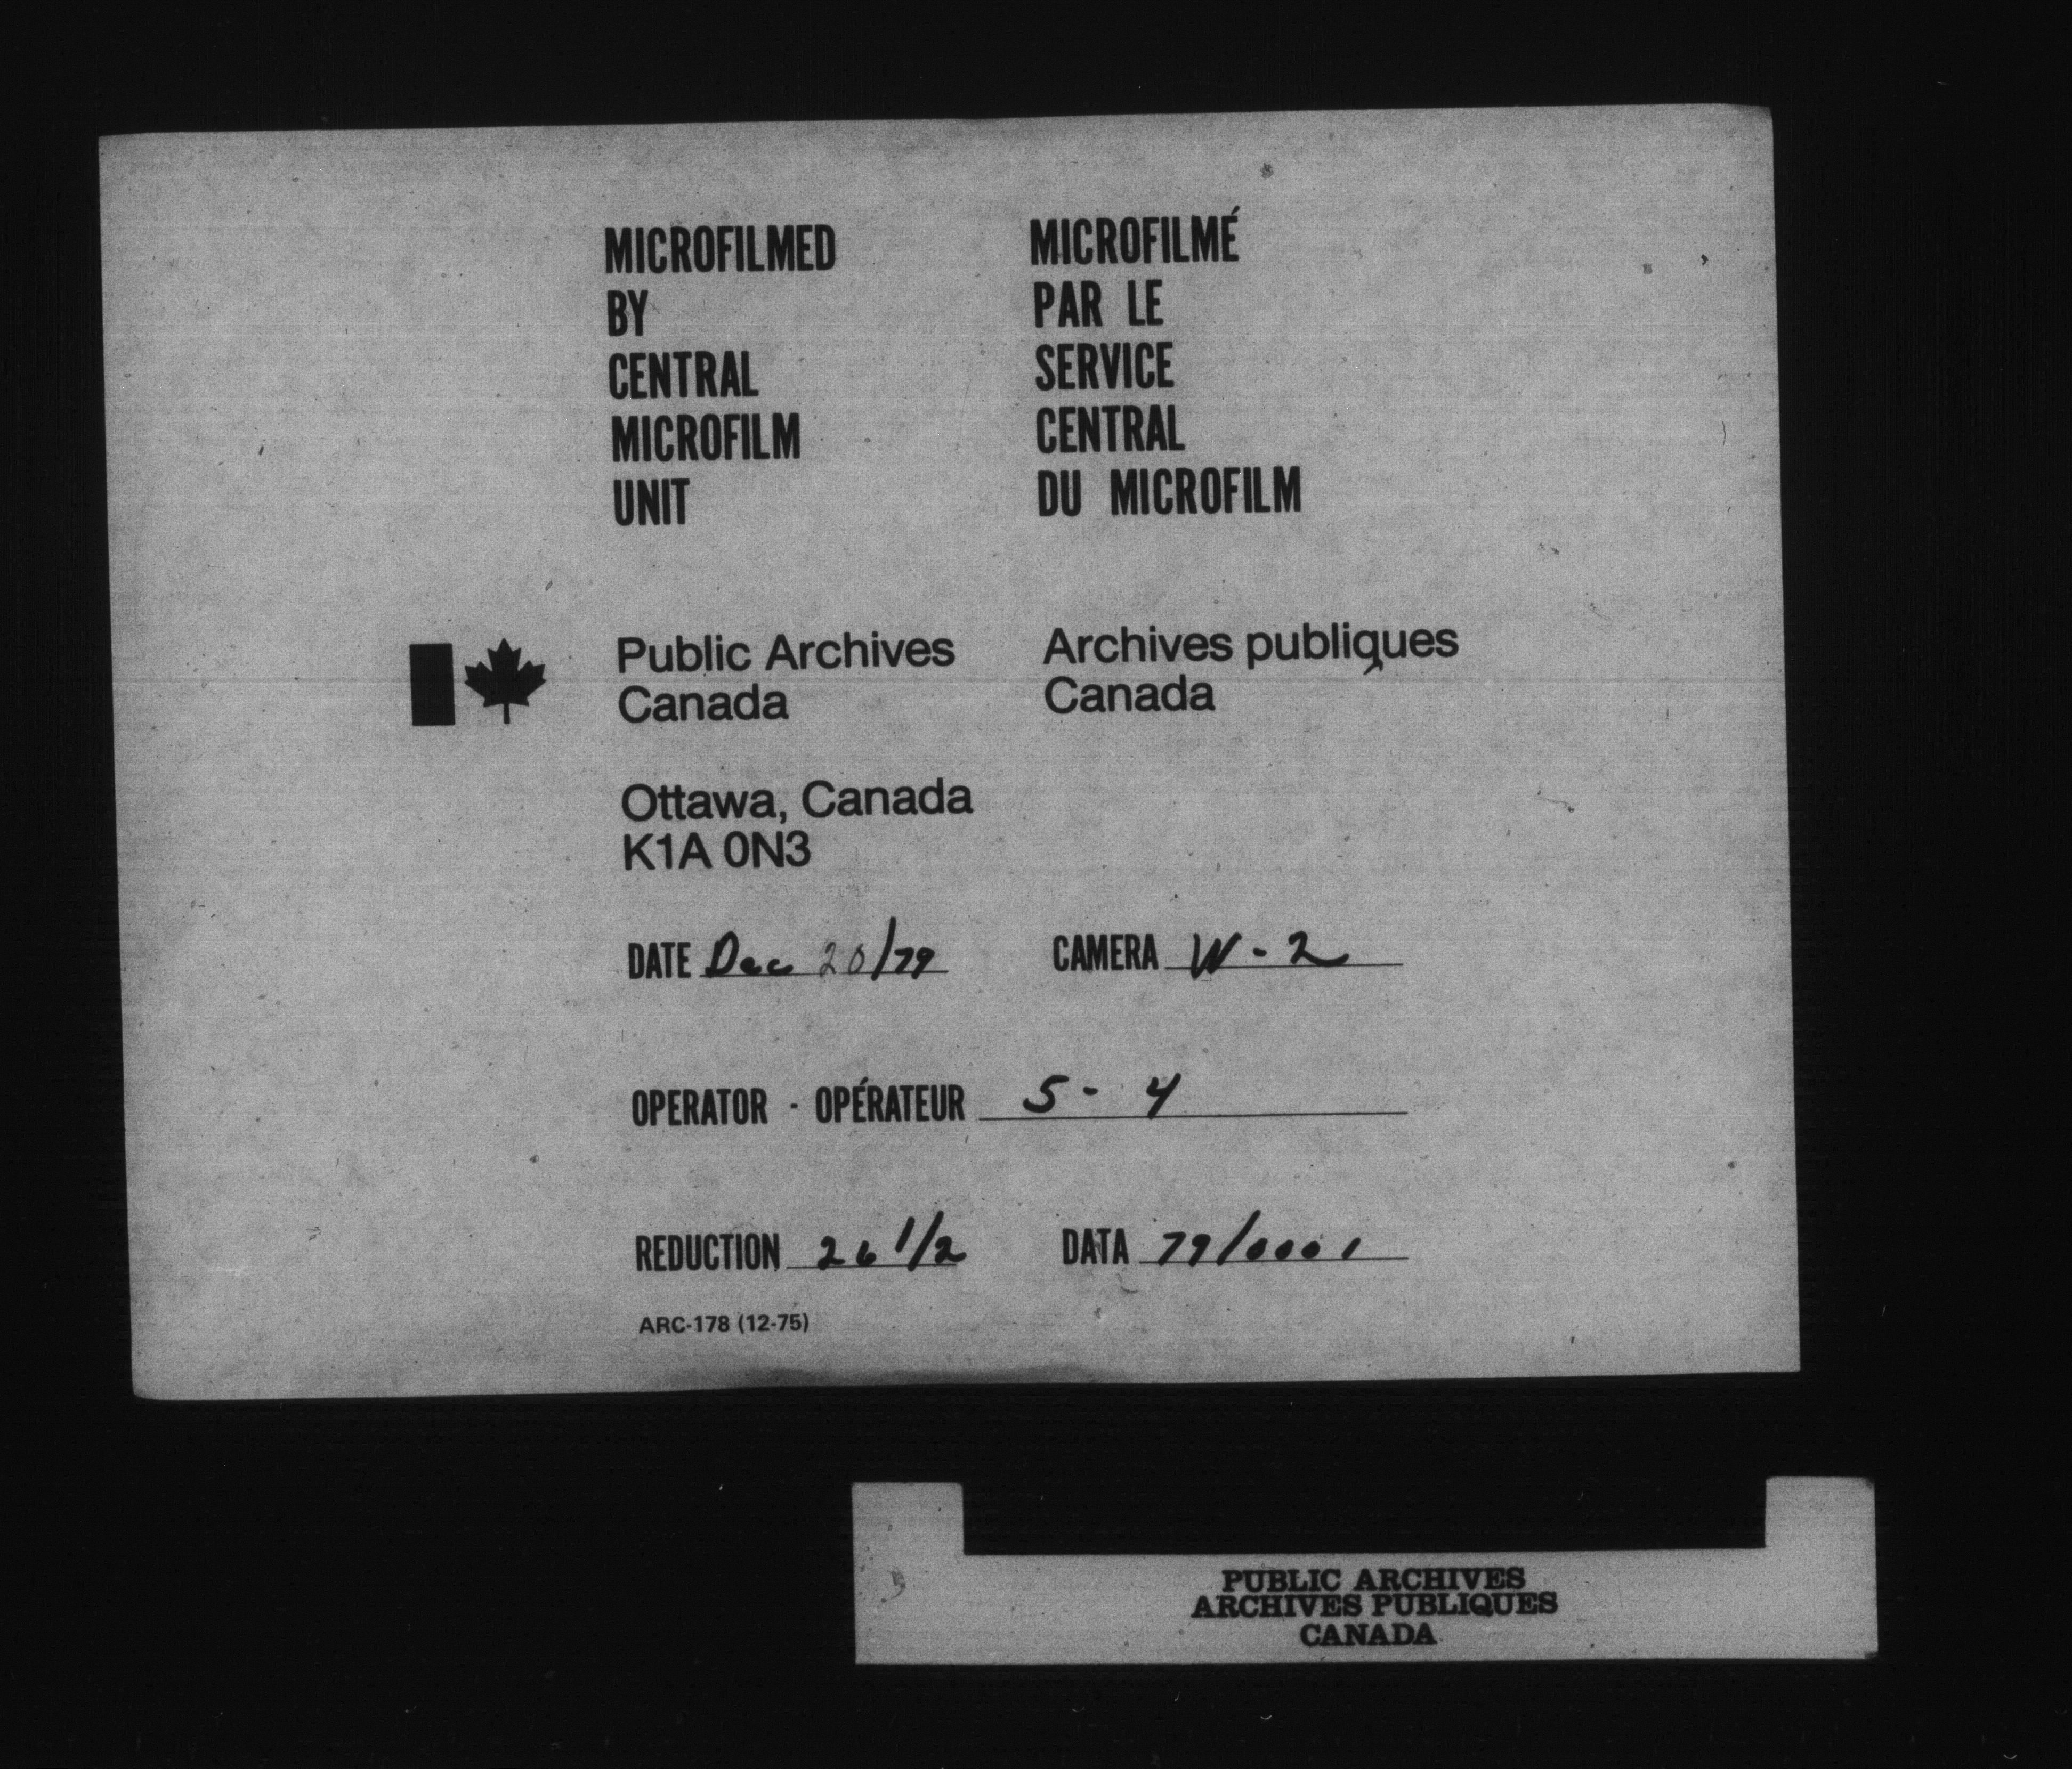 MICROFILMED
BY
CENTRAL
MICROFILM
UNIT
MICROFILMÉ
PAR LE
SERVICE
CENTRAL
DU MICROFILM
Public Archives
Canada
Archives publiques
Canada
Ottawa, Canada
K1A 0N3
DATE Dec 20/79
CAMERA W-2
OPERATOR - OPÉRATEUR 5- 4
REDUCTION 26 1/2
DATA 79/0001
ARC-178 (12-75)
PUBLIC ARCHIVES
ARCHIVES PUBLIQUES
CANADA